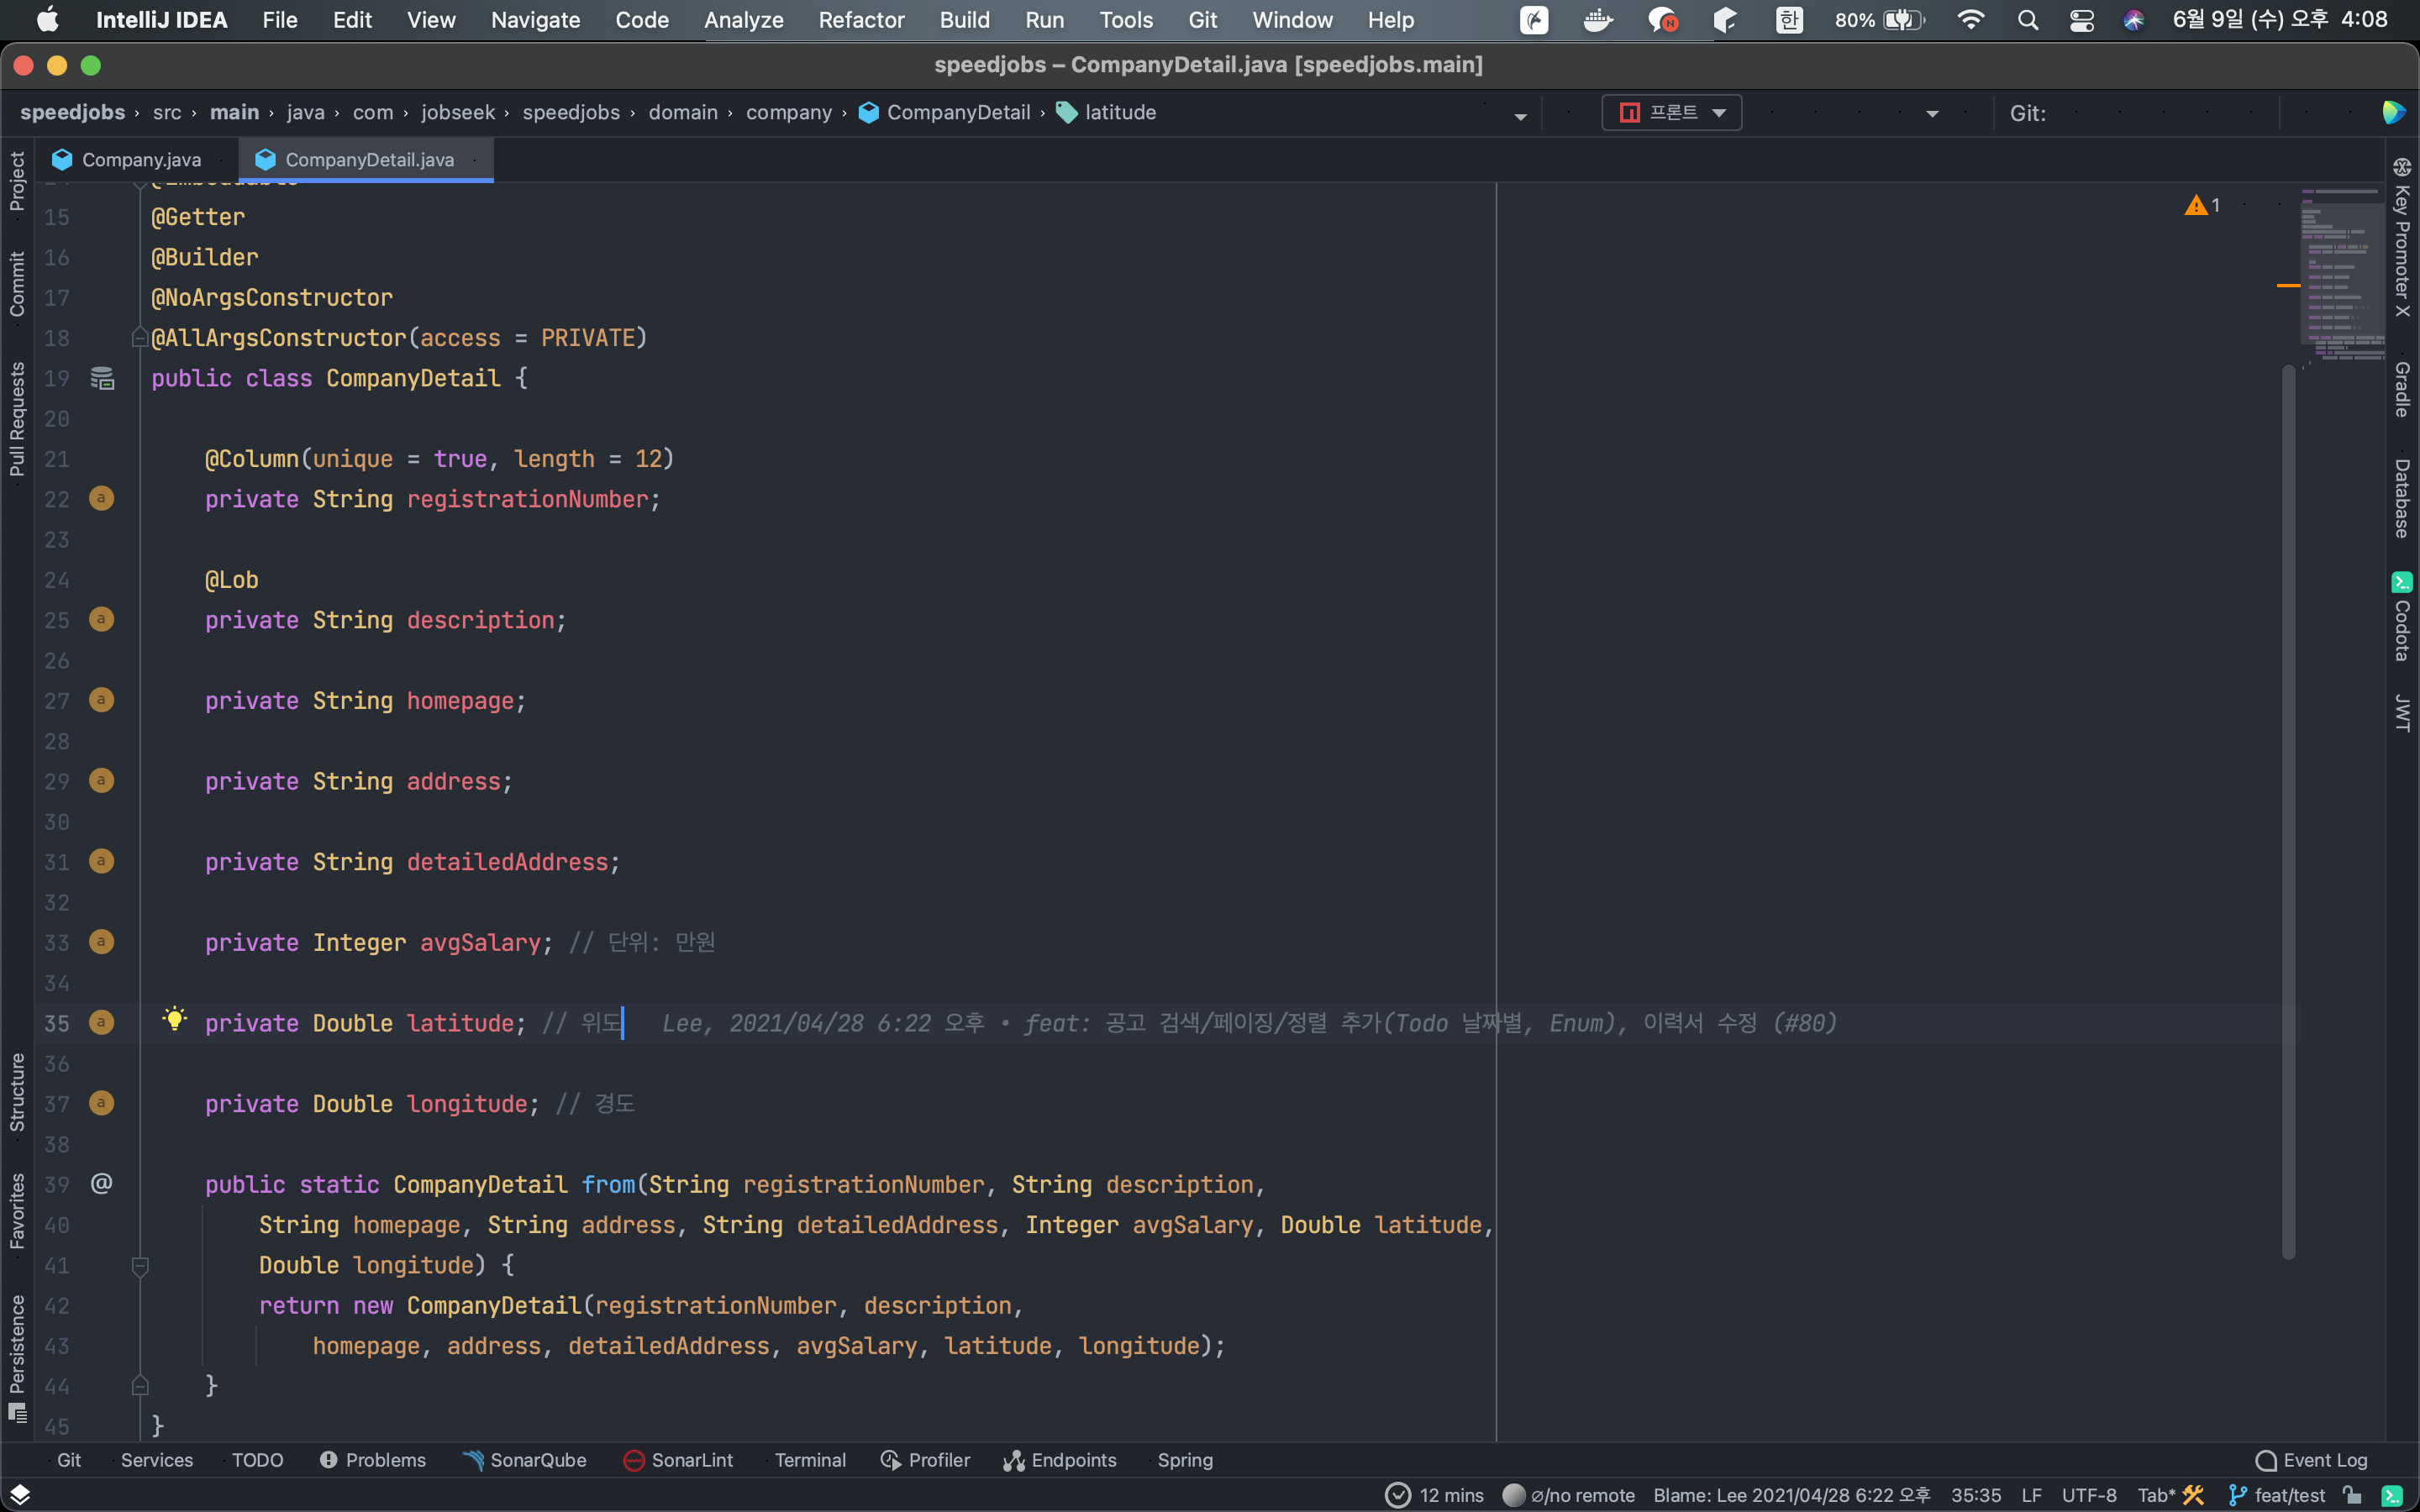 IntelliJ IDEA File Edit View Navigate Code Analyze Refactor Build Run Tools Git Window Help 한 80% 6월 9일 (수) 오후 4:08
speedjobs – CompanyDetail.java [speedjobs.main]
speedjobs › src › main › java › com › jobseek › speedjobs › domain › company › CompanyDetail › latitude 프론트 Git:
Company.java CompanyDetail.java
15 @Getter
16 @Builder
17 @NoArgsConstructor
18 @AllArgsConstructor(access = PRIVATE)
19 public class CompanyDetail {
20
21 @Column(unique = true, length = 12)
22 private String registrationNumber;
23
24 @Lob
25 private String description;
26
27 private String homepage;
28
29 private String address;
30
31 private String detailedAddress;
32
33 private Integer avgSalary; // 단위: 만원
34
35 private Double latitude; // 위도 Lee, 2021/04/28 6:22 오후 • feat: 공고 검색/페이징/정렬 추가(Todo 날짜별, Enum), 이력서 수정 (#80)
36
37 private Double longitude; // 경도
38
39 @ public static CompanyDetail from(String registrationNumber, String description,
40 String homepage, String address, String detailedAddress, Integer avgSalary, Double latitude,
41 Double longitude) {
42 return new CompanyDetail(registrationNumber, description,
43 homepage, address, detailedAddress, avgSalary, latitude, longitude);
44 }
45 }
1
Project
Commit
Pull Requests
Structure
Favorites
Persistence
Key Promoter X
Gradle
Database
Codota
JWT
Git Services TODO Problems SonarQube SonarLint Terminal Profiler Endpoints Spring Event Log
12 mins ∅/no remote Blame: Lee 2021/04/28 6:22 오후 35:35 LF UTF-8 Tab* feat/test